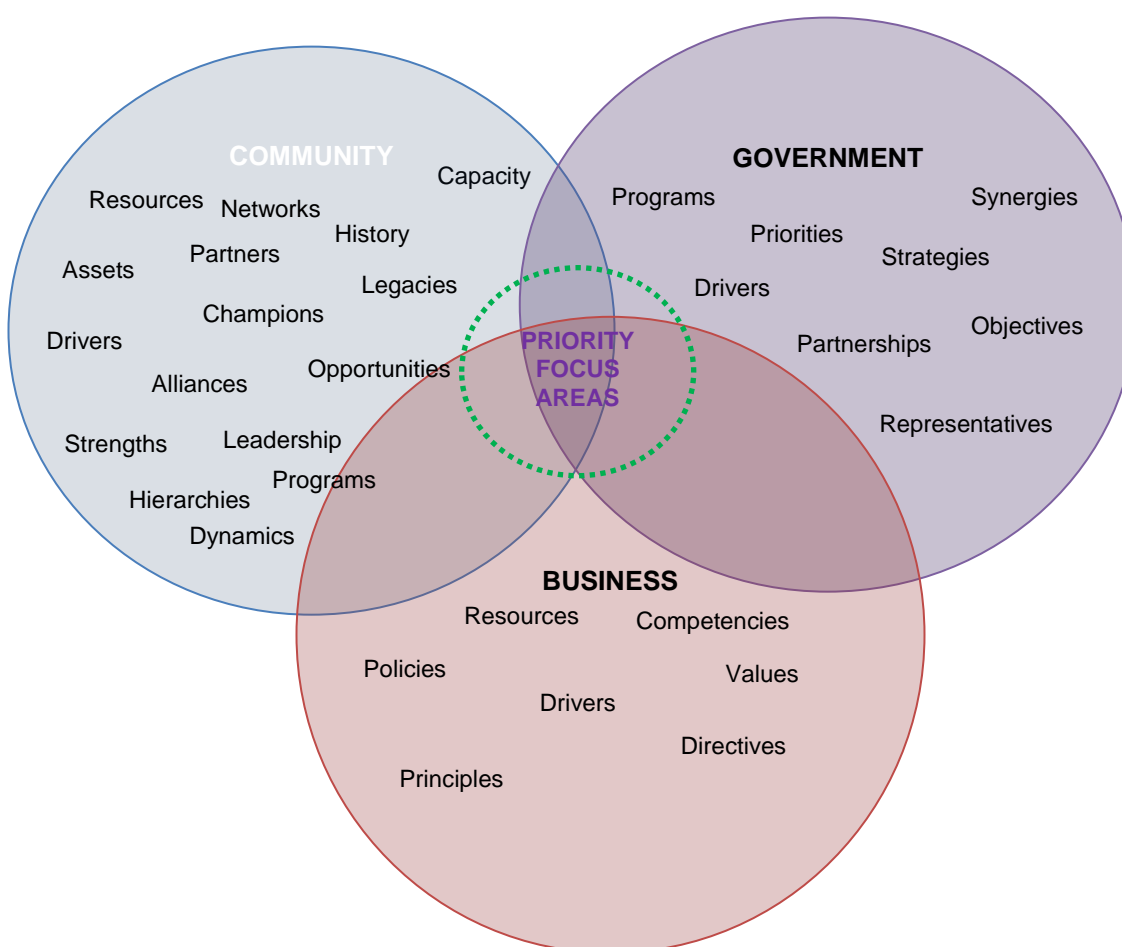 COMMUNITY
Capacity
Resources
Networks
History
Partners
Assets
Legacies
Champions
Drivers
Opportunities
Alliances
Strengths
Leadership
Programs
Hierarchies
Dynamics
GOVERNMENT
Programs
Synergies
Priorities
Strategies
Drivers
Objectives
Partnerships
Representatives
PRIORITY
FOCUS
AREAS
BUSINESS
Resources
Competencies
Policies
Values
Drivers
Directives
Principles